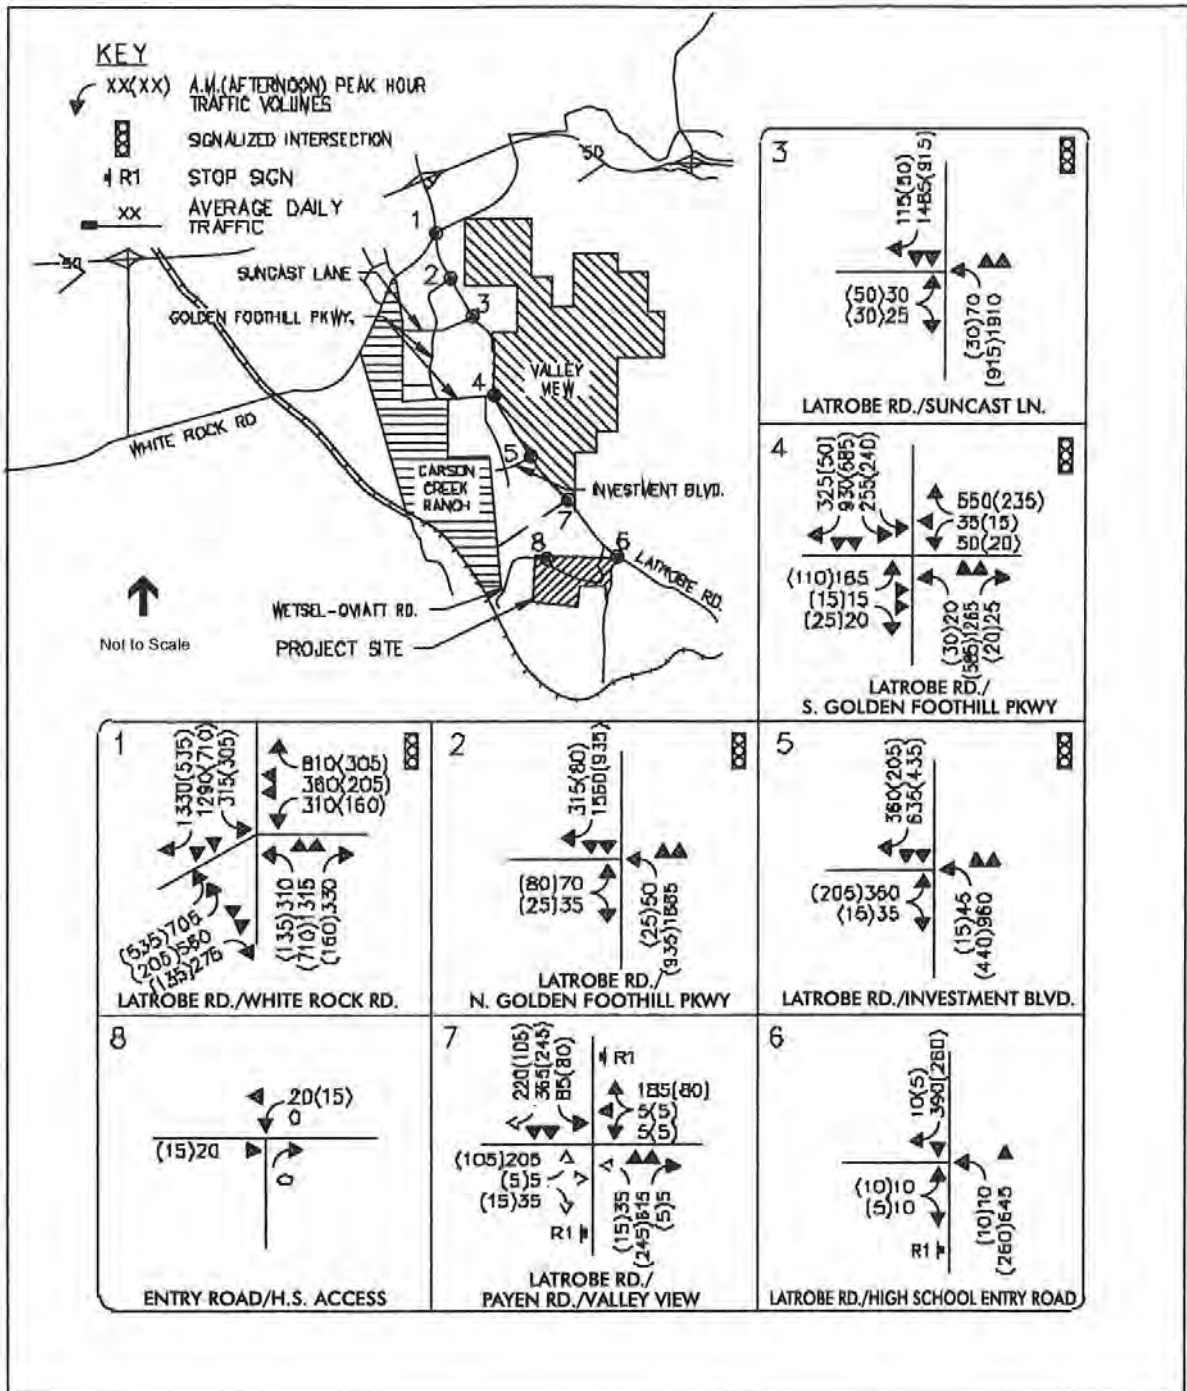 KEY
XX(XX) A.M.(AFTERNOON) PEAK HOUR
TRAFFIC VOLUMES
SIGNALIZED INTERSECTION
R1 STOP SIGN
XX AVERAGE DAILY
TRAFFIC
50
50
SUNCAST LANE
GOLDEN FOOTHILL PKWY.
WHITE ROCK RD
VALLEY
VIEW
CARSON
CREEK
RANCH
INVESTMENT BLVD.
LATROBE RD.
WETSEL-OVIATT RD.
PROJECT SITE
Not to Scale
1
2
3
4
5
7
6
8
3
115(50)
1485(915)
(50)30
(30)25
(30)70
(915)1910
LATROBE RD./SUNCAST LN.
4
325(50)
930(685)
255(240)
550(235)
35(15)
50(20)
(110)165
(15)15
(25)20
(30)20
(585)1265
(20)25
LATROBE RD./
S. GOLDEN FOOTHILL PKWY
1
1330(535)
1290(710)
315(305)
810(305)
360(205)
310(160)
(535)705
(205)550
(135)275
(135)310
(710)1315
(160)330
LATROBE RD./WHITE ROCK RD.
2
315(80)
1560(935)
(80)70
(25)35
(25)50
(935)1885
LATROBE RD./
N. GOLDEN FOOTHILL PKWY
5
360(205)
635(435)
(205)350
(15)35
(15)45
(440)960
LATROBE RD./INVESTMENT BLVD.
8
20(15)
0
(15)20
0
ENTRY ROAD/H.S. ACCESS
7
220(105)
365(245)
85(80)
R1
185(80)
5(5)
5(5)
(105)205
(5)5
(15)35
R1
(15)35
(245)615
(5)5
LATROBE RD./
PAYEN RD./VALLEY VIEW
6
10(5)
390(260)
(10)10
(5)10
R1
(10)10
(260)645
LATROBE RD./HIGH SCHOOL ENTRY ROAD